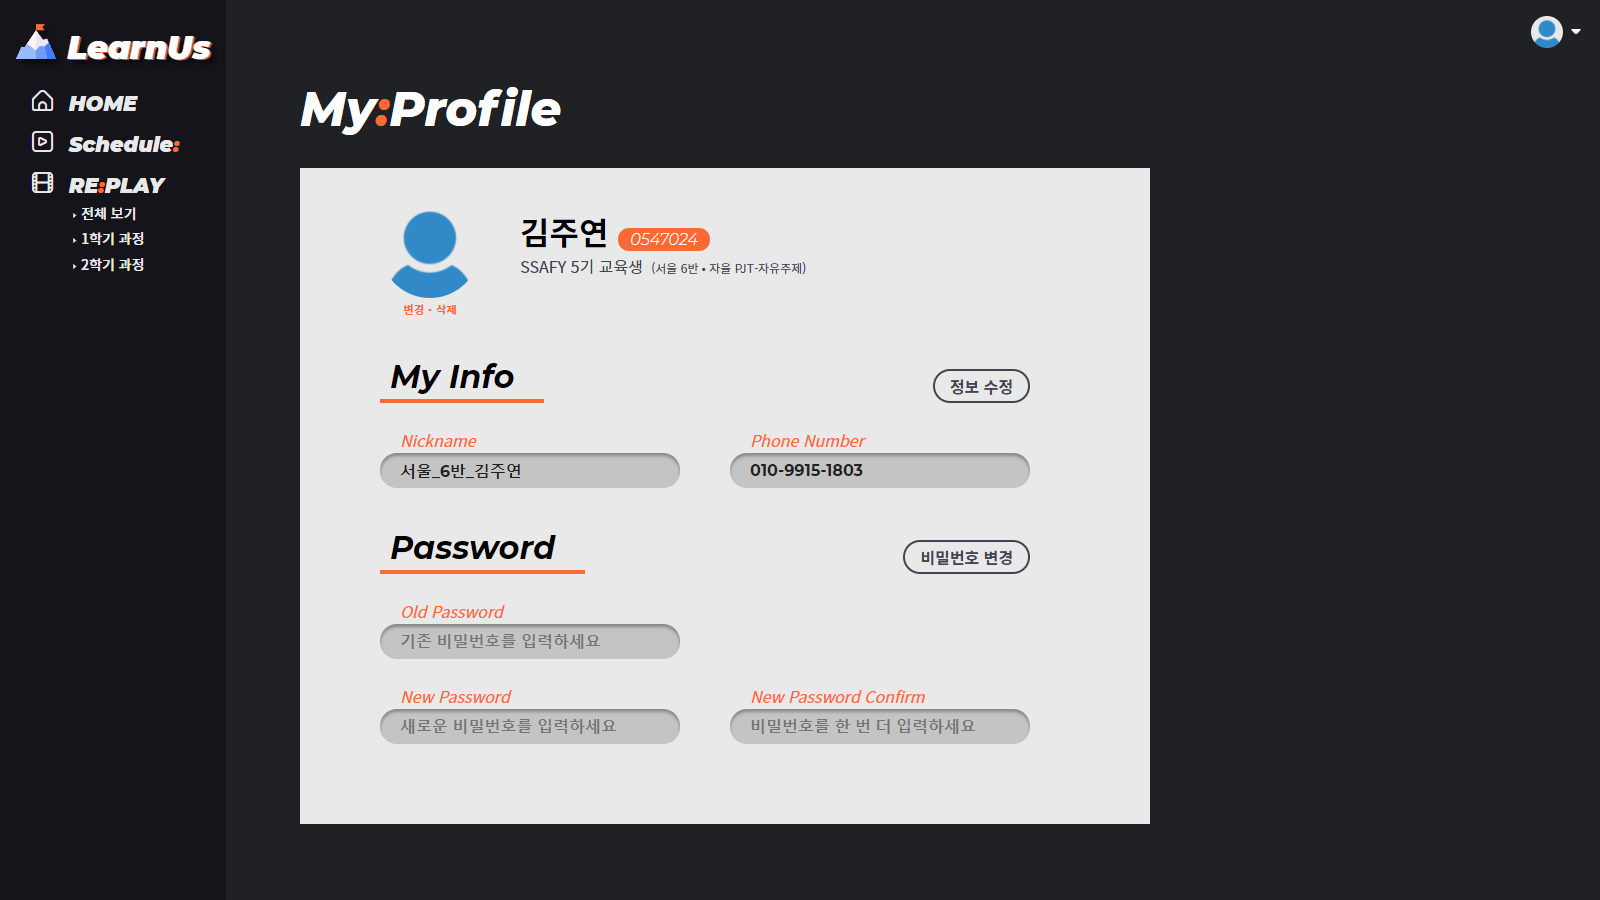 LearnUs
HOME
Schedule:
RE:PLAY
전체 보기
1학기 과정
2학기 과정
My:Profile
김주연 0547024
SSAFY 5기 교육생 (서울 6반 • 자율 PJT-자유주제)
변경 • 삭제
My Info
정보 수정
Nickname Phone Number
서울_6반_김주연 010-9915-1803
Password
비밀번호 변경
Old Password
기존 비밀번호를 입력하세요
New Password New Password Confirm
새로운 비밀번호를 입력하세요 비밀번호를 한 번 더 입력하세요